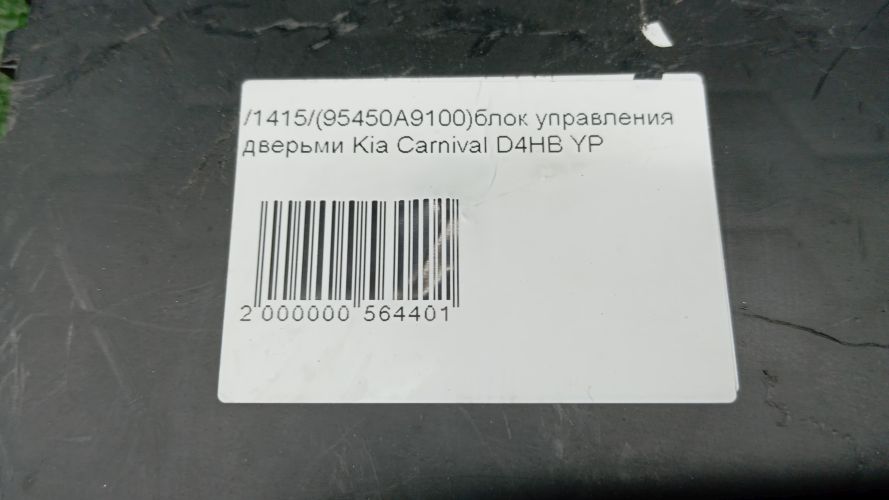 /1415/(95450A9100)блок управления
дверьми Kia Carnival D4HB YP
2 000000 564401